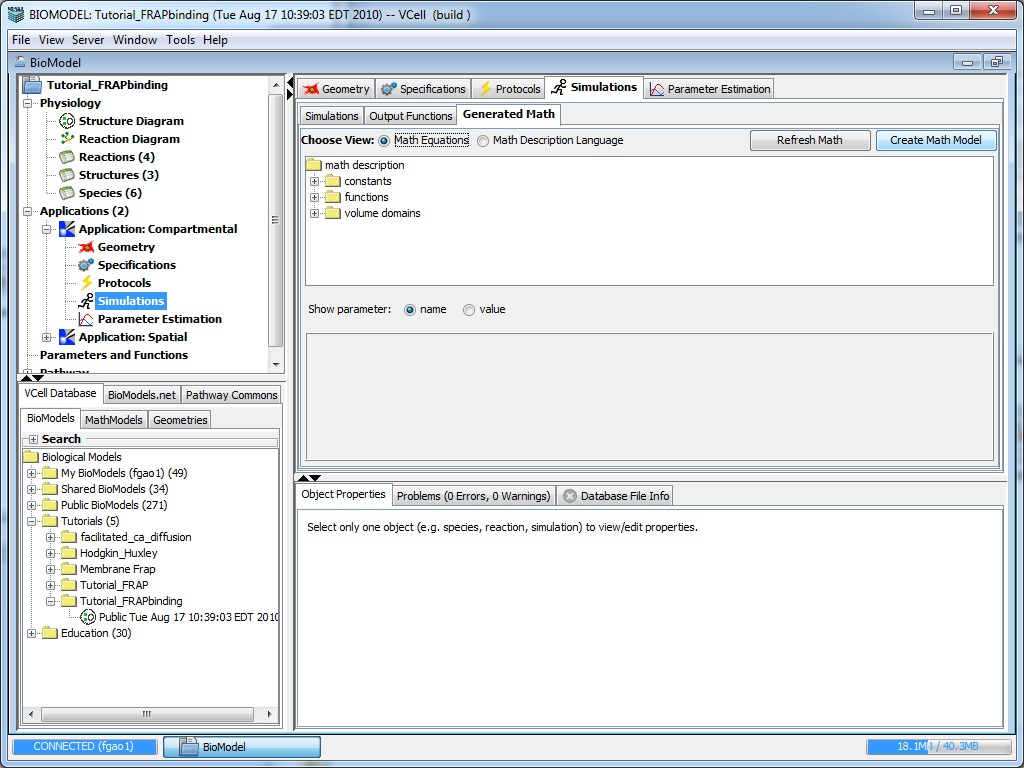 BIOMODEL: Tutorial_FRAPbinding (Tue Aug 17 10:39:03 EDT 2010) -- VCell (build )
File View Server Window Tools Help
BioModel
Tutorial_FRAPbinding
Physiology
Structure Diagram
Reaction Diagram
Reactions (4)
Structures (3)
Species (6)
Applications (2)
Application: Compartmental
Geometry
Specifications
Protocols
Simulations
Parameter Estimation
Application: Spatial
Parameters and Functions
Pathway
VCell Database BioModels.net Pathway Commons
BioModels MathModels Geometries
Search
Biological Models
My BioModels (fgao1) (49)
Shared BioModels (34)
Public BioModels (271)
Tutorials (5)
facilitated_ca_diffusion
Hodgkin_Huxley
Membrane Frap
Tutorial_FRAP
Tutorial_FRAPbinding
Public Tue Aug 17 10:39:03 EDT 2010
Education (30)
Geometry Specifications Protocols Simulations Parameter Estimation
Simulations Output Functions Generated Math
Choose View: Math Equations Math Description Language Refresh Math Create Math Model
math description
constants
functions
volume domains
Show parameter: name value
Object Properties Problems (0 Errors, 0 Warnings) Database File Info
Select only one object (e.g. species, reaction, simulation) to view/edit properties.
CONNECTED (fgao1) BioModel 18.1MB / 40.3MB